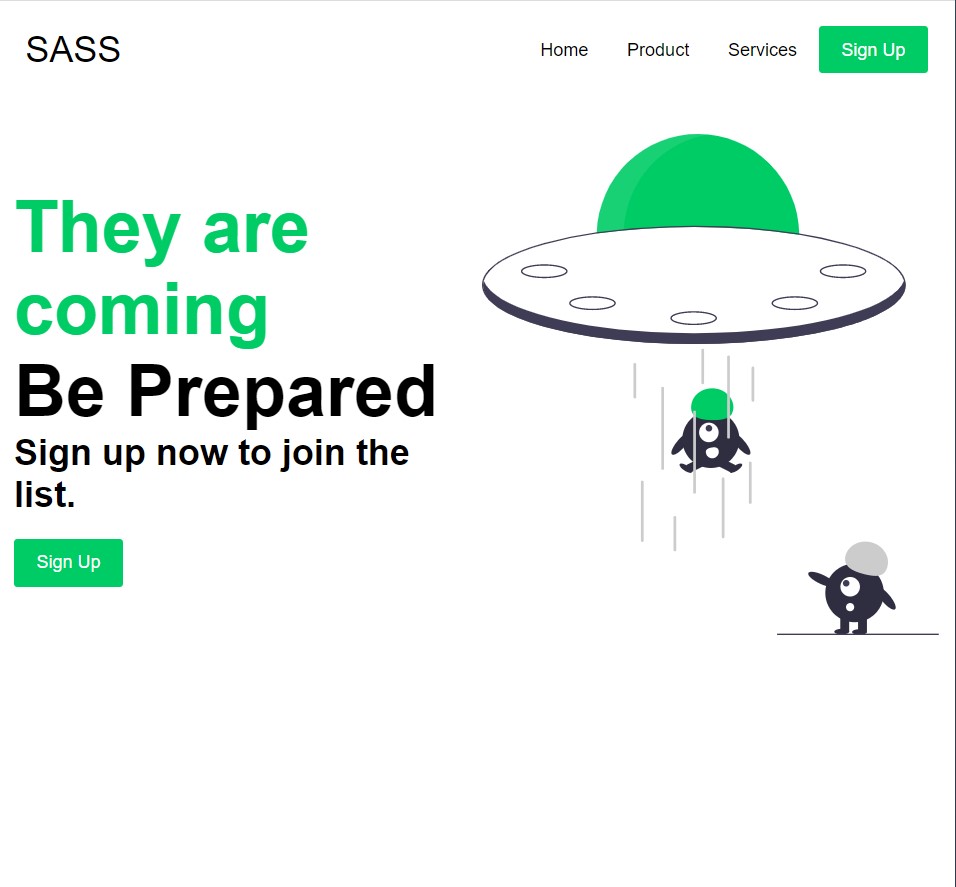 SASS
Home Product Services Sign Up
They are
coming
Be Prepared
Sign up now to join the
list.
Sign Up